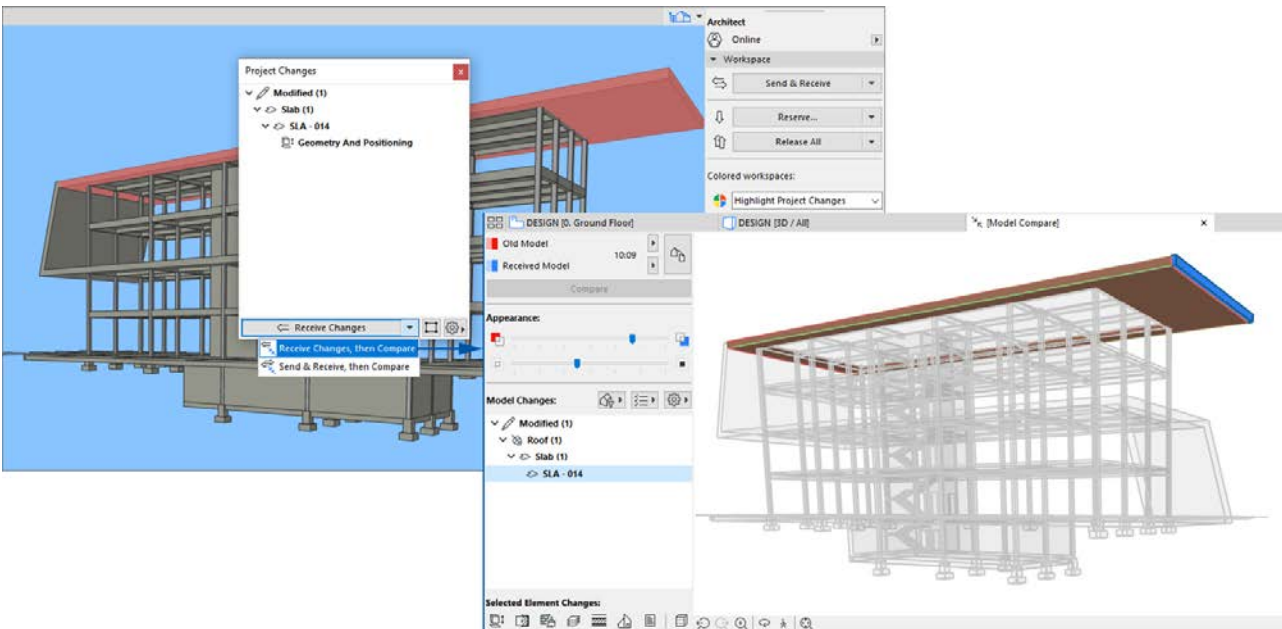 Architect
Online
Workspace
Send & Receive
Reserve...
Release All
Colored workspaces:
Highlight Project Changes
Project Changes
Modified (1)
Slab (1)
SLA - 014
Geometry And Positioning
Receive Changes
Receive Changes, then Compare
Send & Receive, then Compare
DESIGN [0. Ground Floor]
DESIGN [3D / All]
[Model Compare]
Old Model
10:09
Received Model
Compare
Appearance:
Model Changes:
Modified (1)
Roof (1)
Slab (1)
SLA - 014
Selected Element Changes: